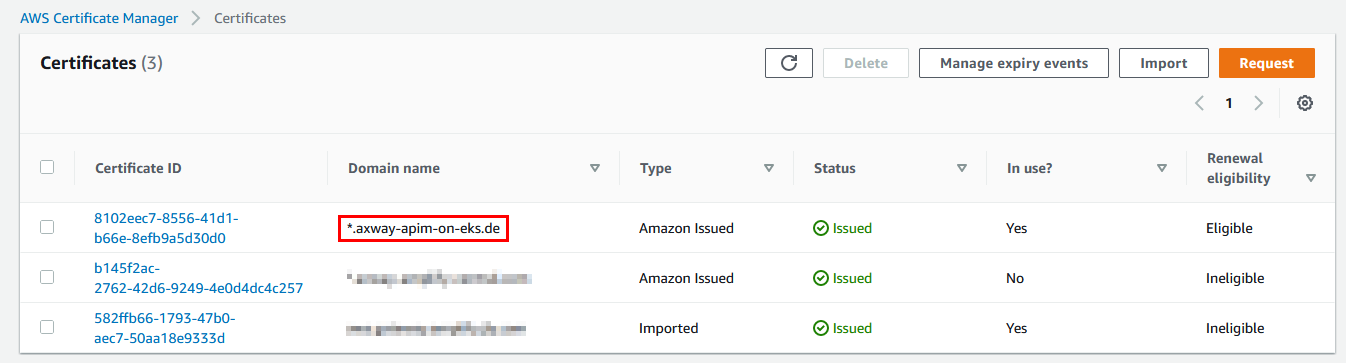 AWS Certificate Manager > Certificates
Certificates (3)
Delete
Manage expiry events
Import
Request
1
Certificate ID
Domain name
Type
Status
In use?
Renewal
eligibility
8102eec7-8556-41d1-
b66e-8efb9a5d30d0
*.axway-apim-on-eks.de
Amazon Issued
Issued
Yes
Eligible
b145f2ac-
2762-42d6-9249-4e0d4dc4c257
Amazon Issued
Issued
No
Ineligible
582ffb66-1793-47b0-
aec7-50aa18e9333d
Imported
Issued
Yes
Ineligible